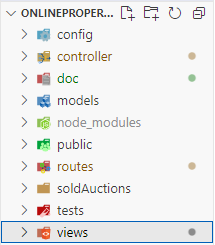 ONLINEPROPER...
config
controller
doc
models
node_modules
public
routes
soldAuctions
tests
views